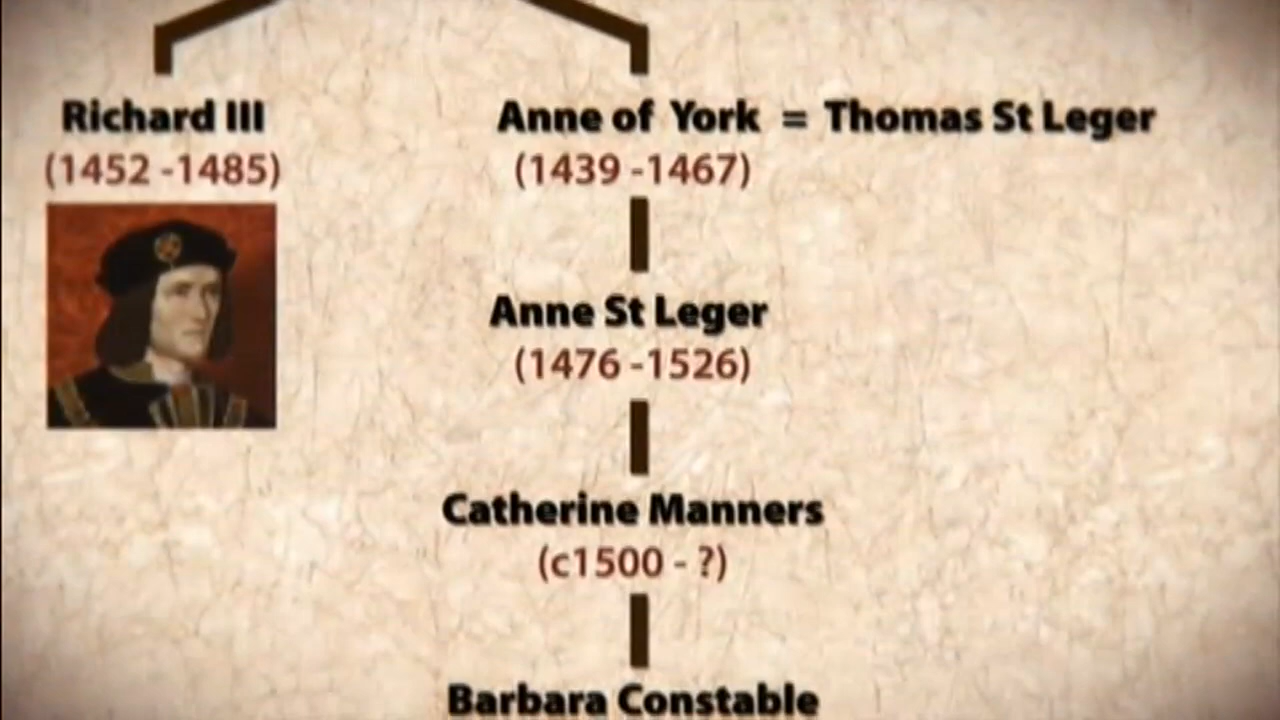 Richard III
(1452 -1485)
Anne of York = Thomas St Leger
(1439 -1467)
Anne St Leger
(1476 -1526)
Catherine Manners
(c1500 - ?)
Barbara Constable